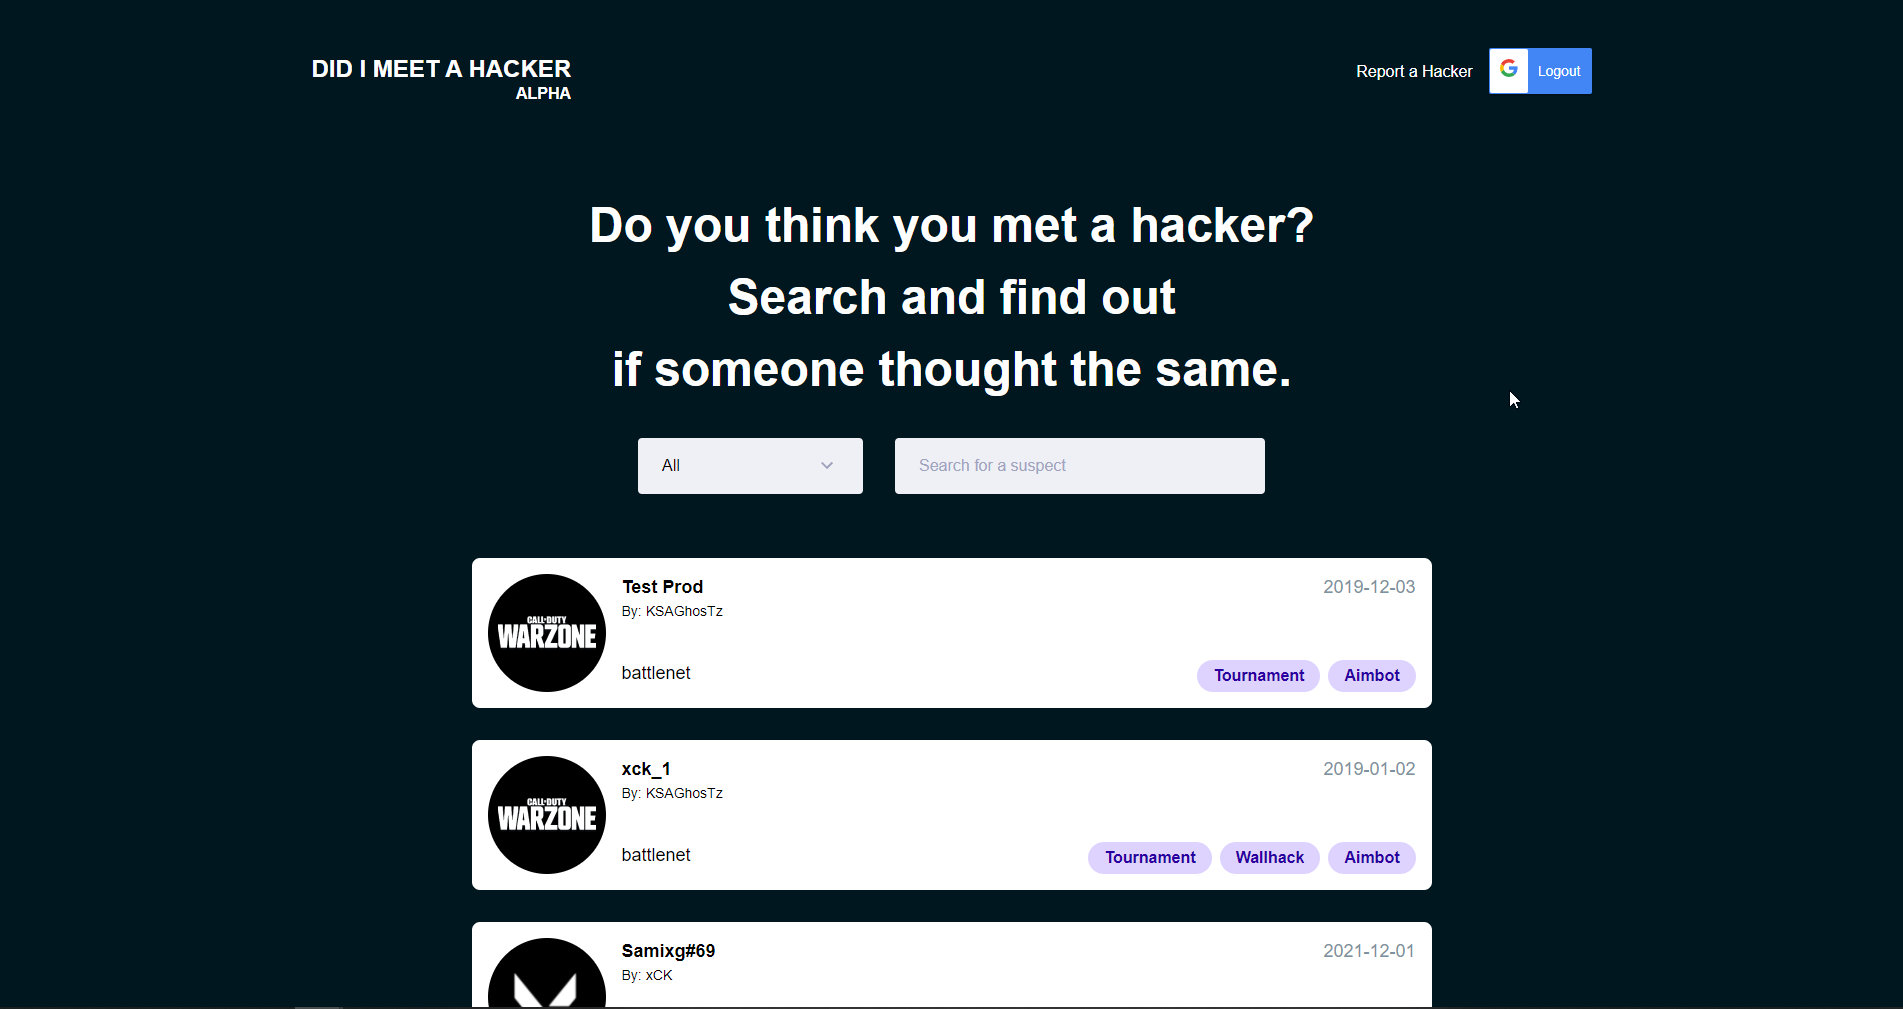 DID I MEET A HACKER
ALPHA
Report a Hacker
Logout
Do you think you met a hacker?
Search and find out
if someone thought the same.
All
Search for a suspect
CALL OF DUTY
WARZONE
Test Prod
2019-12-03
By: KSAGhosTz
battlenet
Tournament
Aimbot
CALL OF DUTY
WARZONE
xck_1
2019-01-02
By: KSAGhosTz
battlenet
Tournament
Wallhack
Aimbot
Samixg#69
2021-12-01
By: xCK